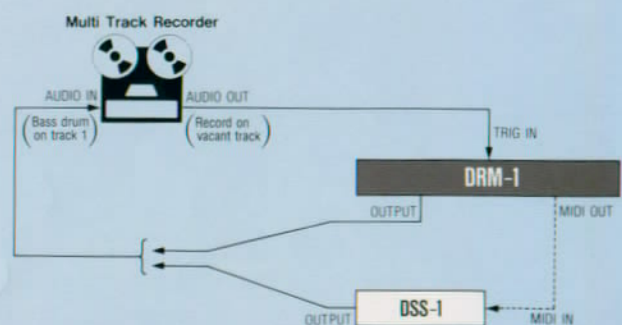 Multi Track Recorder
AUDIO IN
AUDIO OUT
(Bass drum
on track 1)
(Record on
vacant track)
TRIG IN
DRM-1
OUTPUT
MIDI OUT
DSS-1
OUTPUT
MIDI IN